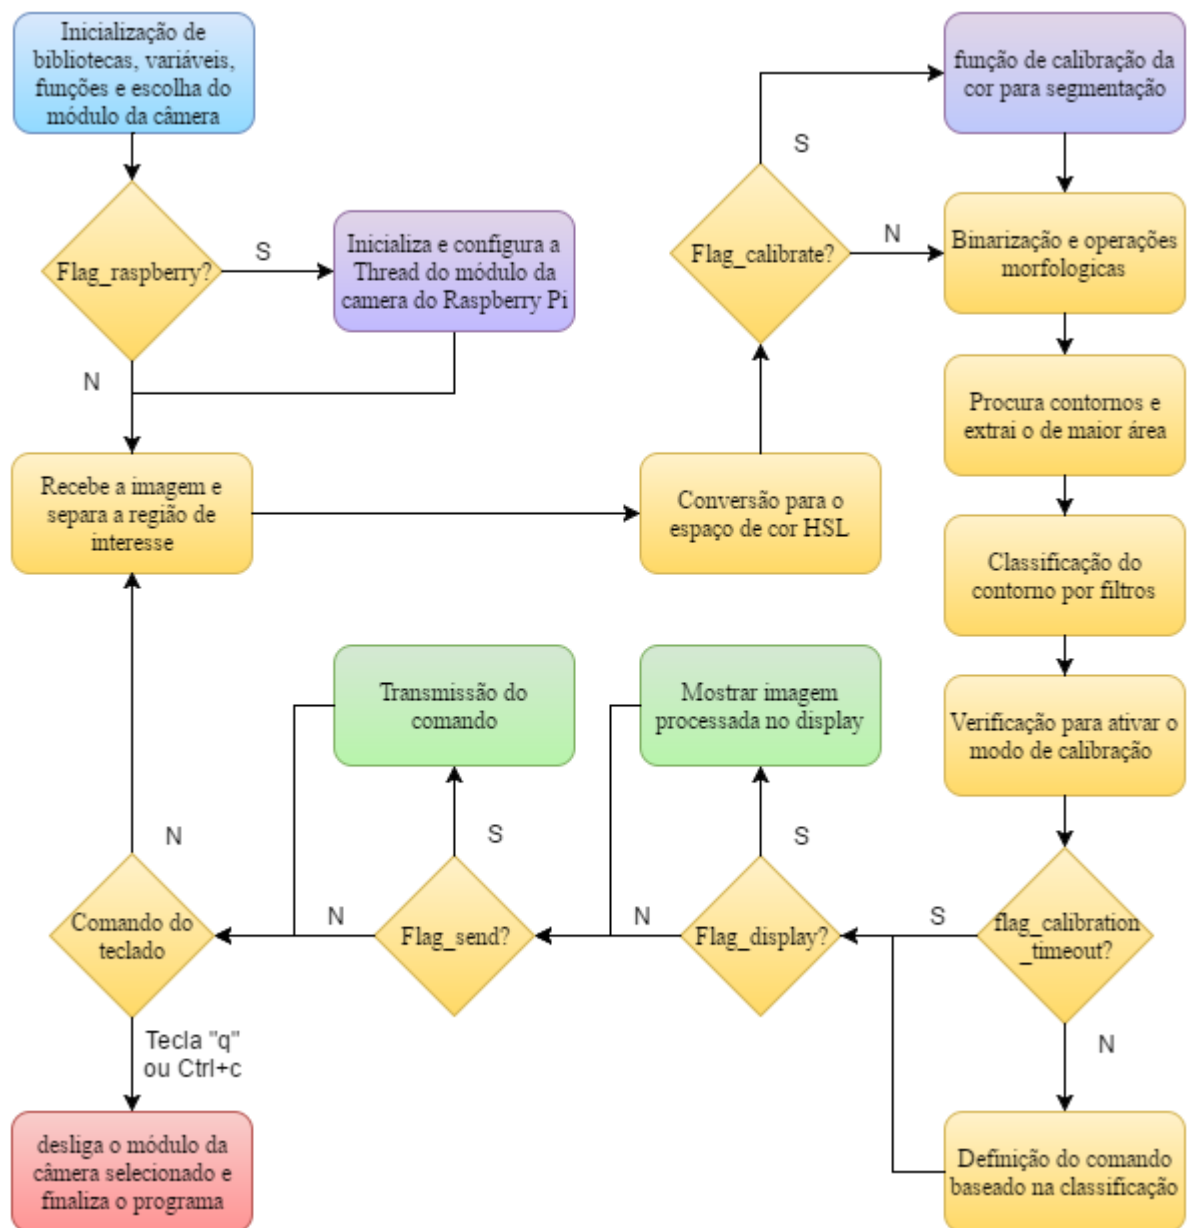 Inicialização de
bibliotecas, variáveis,
funções e escolha do
módulo da câmera
Flag_raspberry?
S
Inicializa e configura a
Thread do módulo da
camera do Raspberry Pi
N
Recebe a imagem e
separa a região de
interesse
Conversão para o
espaço de cor HSL
Flag_calibrate?
S
N
função de calibração da
cor para segmentação
Binarização e operações
morfologicas
Procura contornos e
extrai o de maior área
Classificação do
contorno por filtros
Verificação para ativar o
modo de calibração
flag_calibration
_timeout?
S
N
Definição do comando
baseado na classificação
Flag_display?
S
N
Mostrar imagem
processada no display
Flag_send?
S
N
Transmissão do
comando
Comando do
teclado
N
Tecla "q"
ou Ctrl+c
desliga o módulo da
câmera selecionado e
finaliza o programa